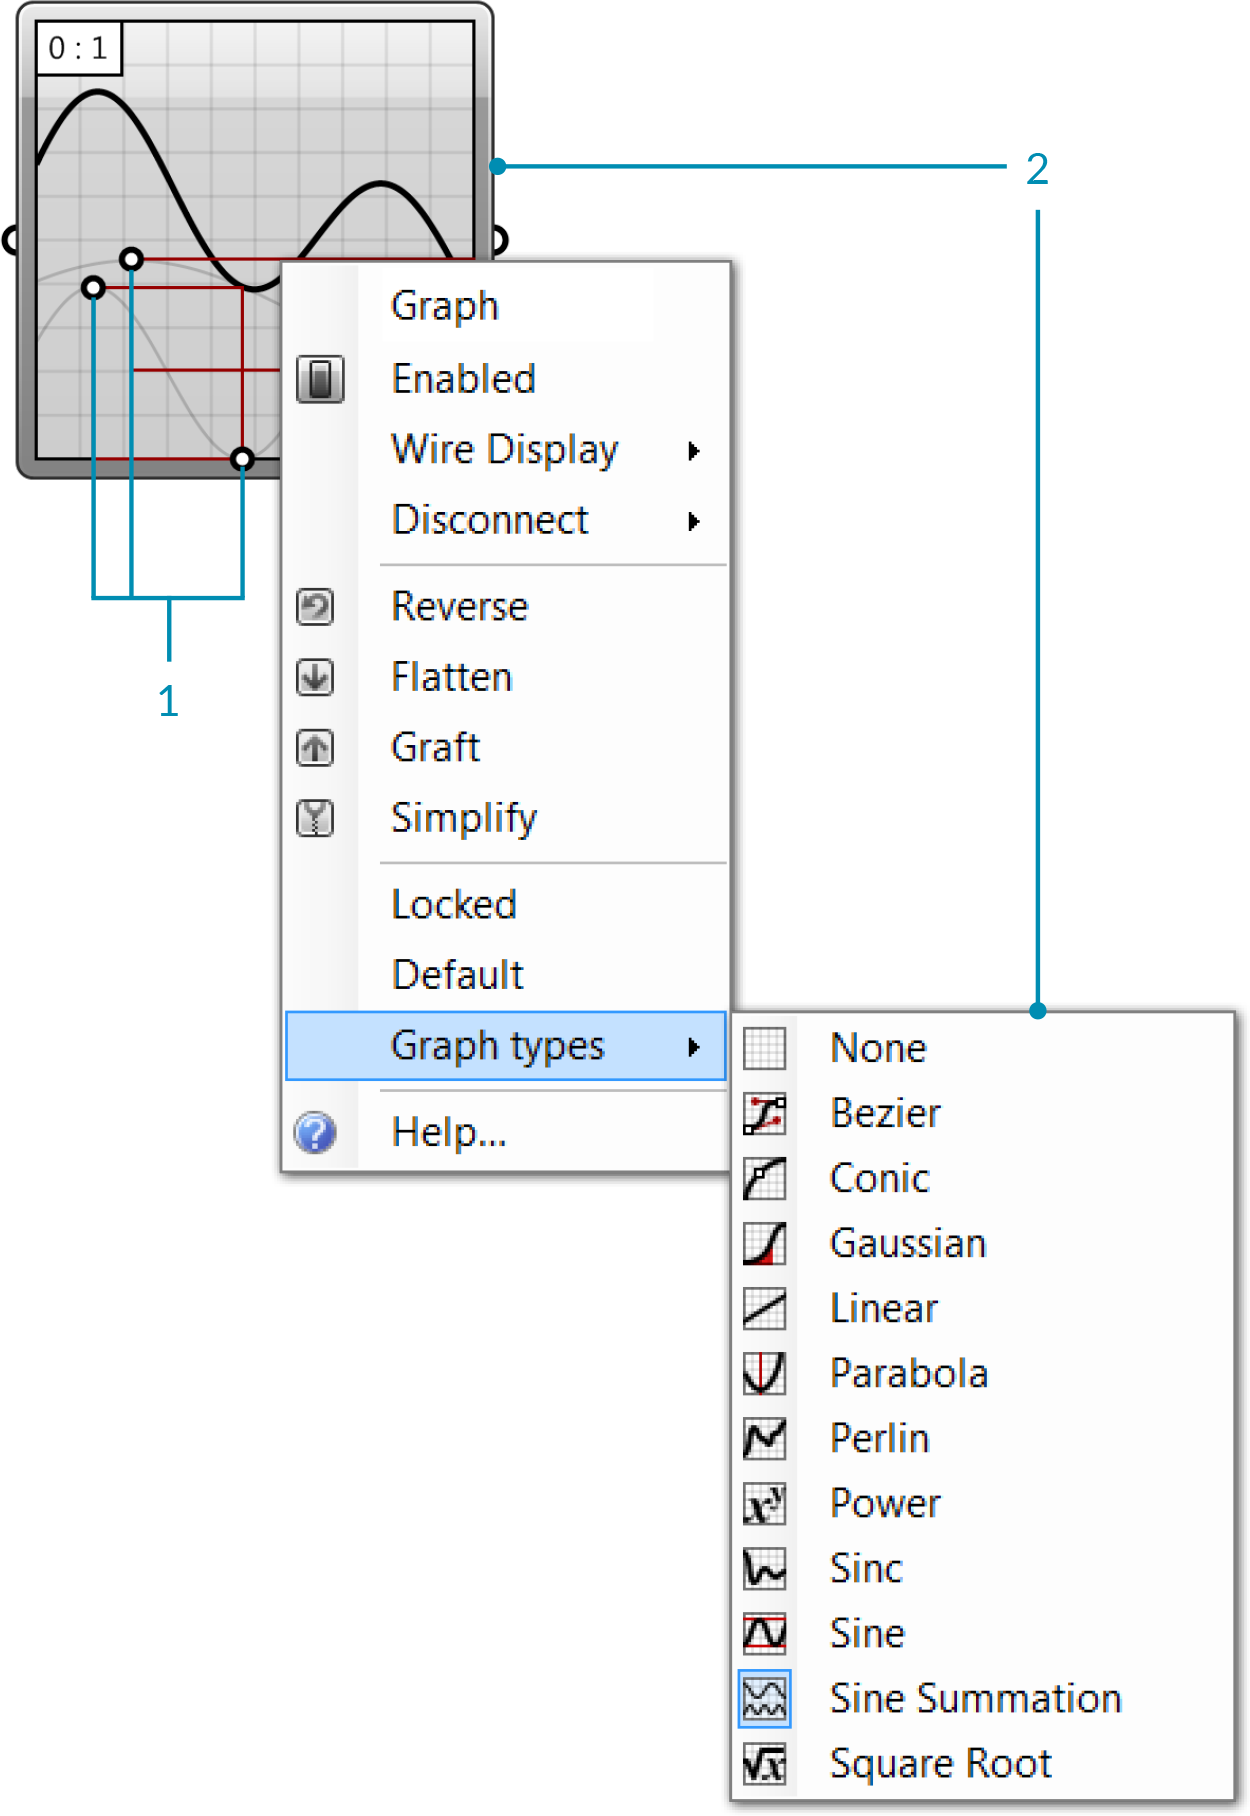 0 : 1
2
Graph
Enabled
Wire Display
Disconnect
Reverse
Flatten
1
Graft
Simplify
Locked
Default
Graph types
Help...
None
Bezier
Conic
Gaussian
Linear
Parabola
Perlin
Power
Sinc
Sine
Sine Summation
Square Root